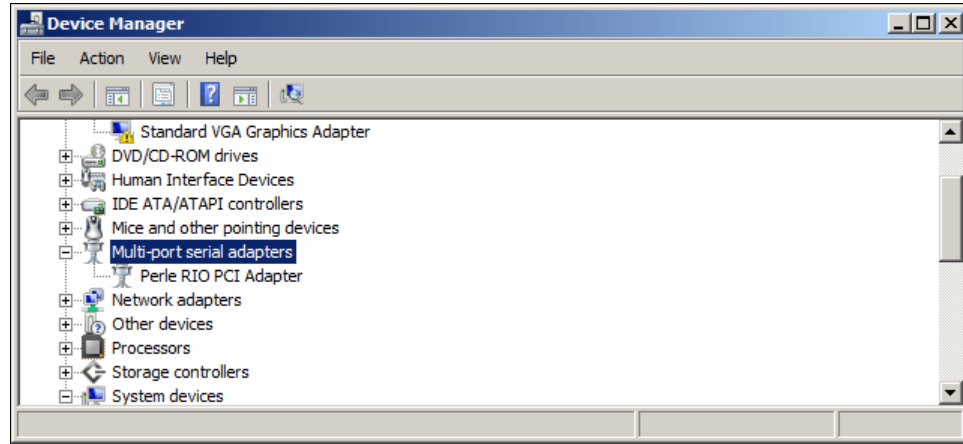 Device Manager
File Action View Help
Standard VGA Graphics Adapter
DVD/CD-ROM drives
Human Interface Devices
IDE ATA/ATAPI controllers
Mice and other pointing devices
Multi-port serial adapters
Perle RIO PCI Adapter
Network adapters
Other devices
Processors
Storage controllers
System devices